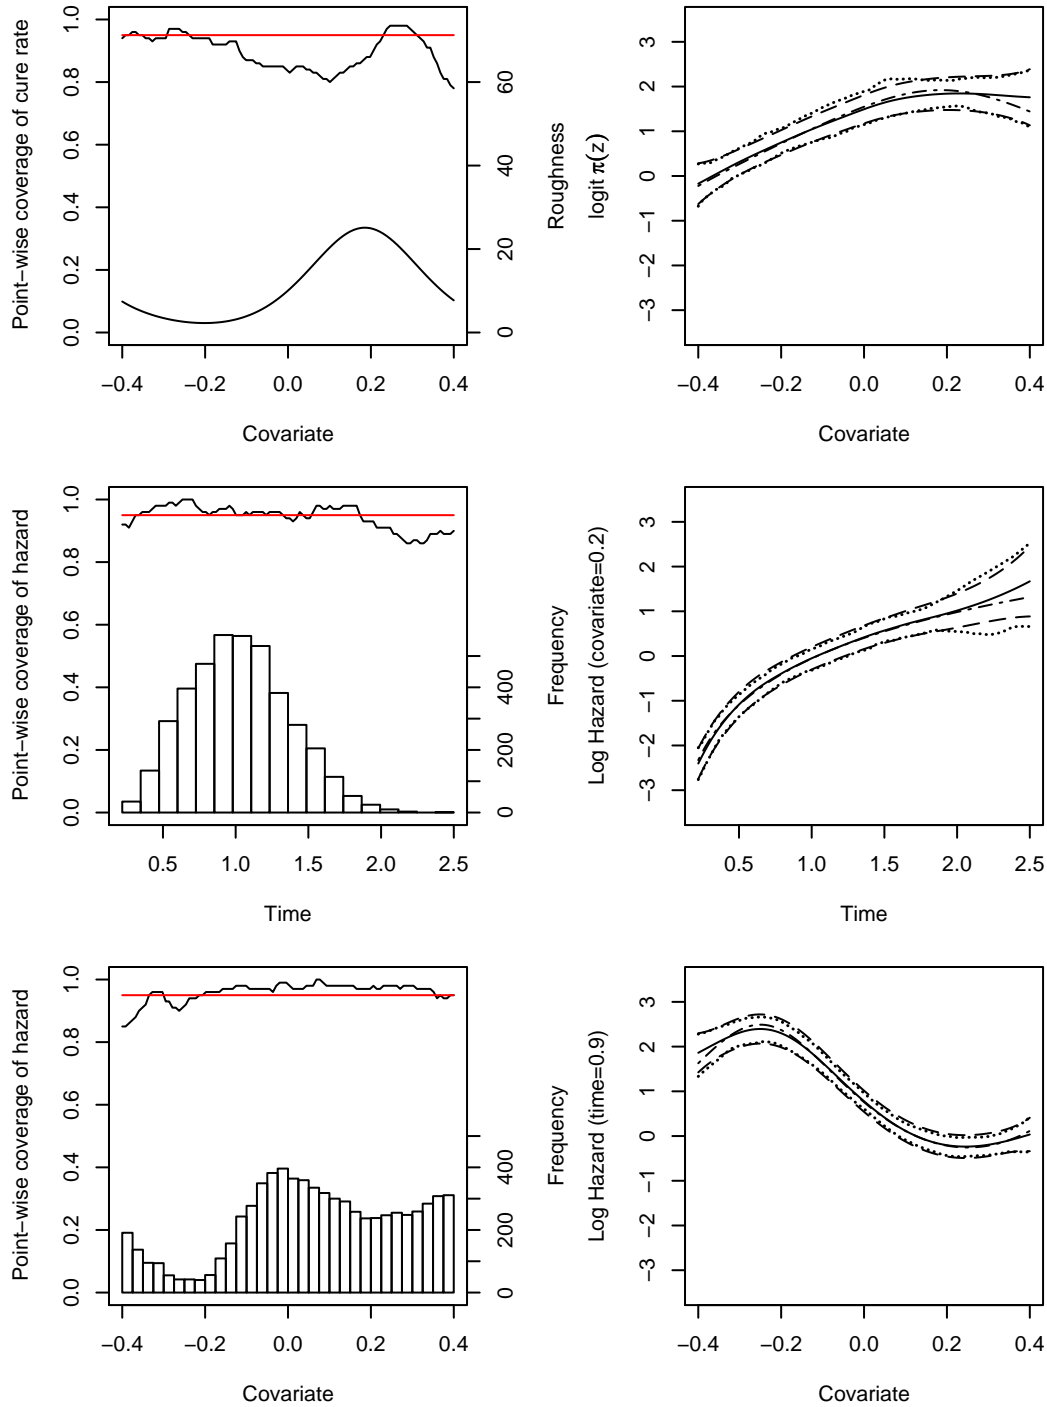 Point−wise coverage of cure rate
0.0 0.2 0.4 0.6 0.8 1.0
−0.4 −0.2 0.0 0.2 0.4
Covariate
0 20 40 60
Roughness
logit π(z)
−3 −2 −1 0 1 2 3
−0.4 −0.2 0.0 0.2 0.4
Covariate
Point−wise coverage of hazard
0.0 0.2 0.4 0.6 0.8 1.0
0.5 1.0 1.5 2.0 2.5
Time
0 200 400
Frequency
Log Hazard (covariate=0.2)
−3 −2 −1 0 1 2 3
0.5 1.0 1.5 2.0 2.5
Time
Point−wise coverage of hazard
0.0 0.2 0.4 0.6 0.8 1.0
−0.4 −0.2 0.0 0.2 0.4
Covariate
0 200 400
Frequency
Log Hazard (time=0.9)
−3 −2 −1 0 1 2 3
−0.4 −0.2 0.0 0.2 0.4
Covariate